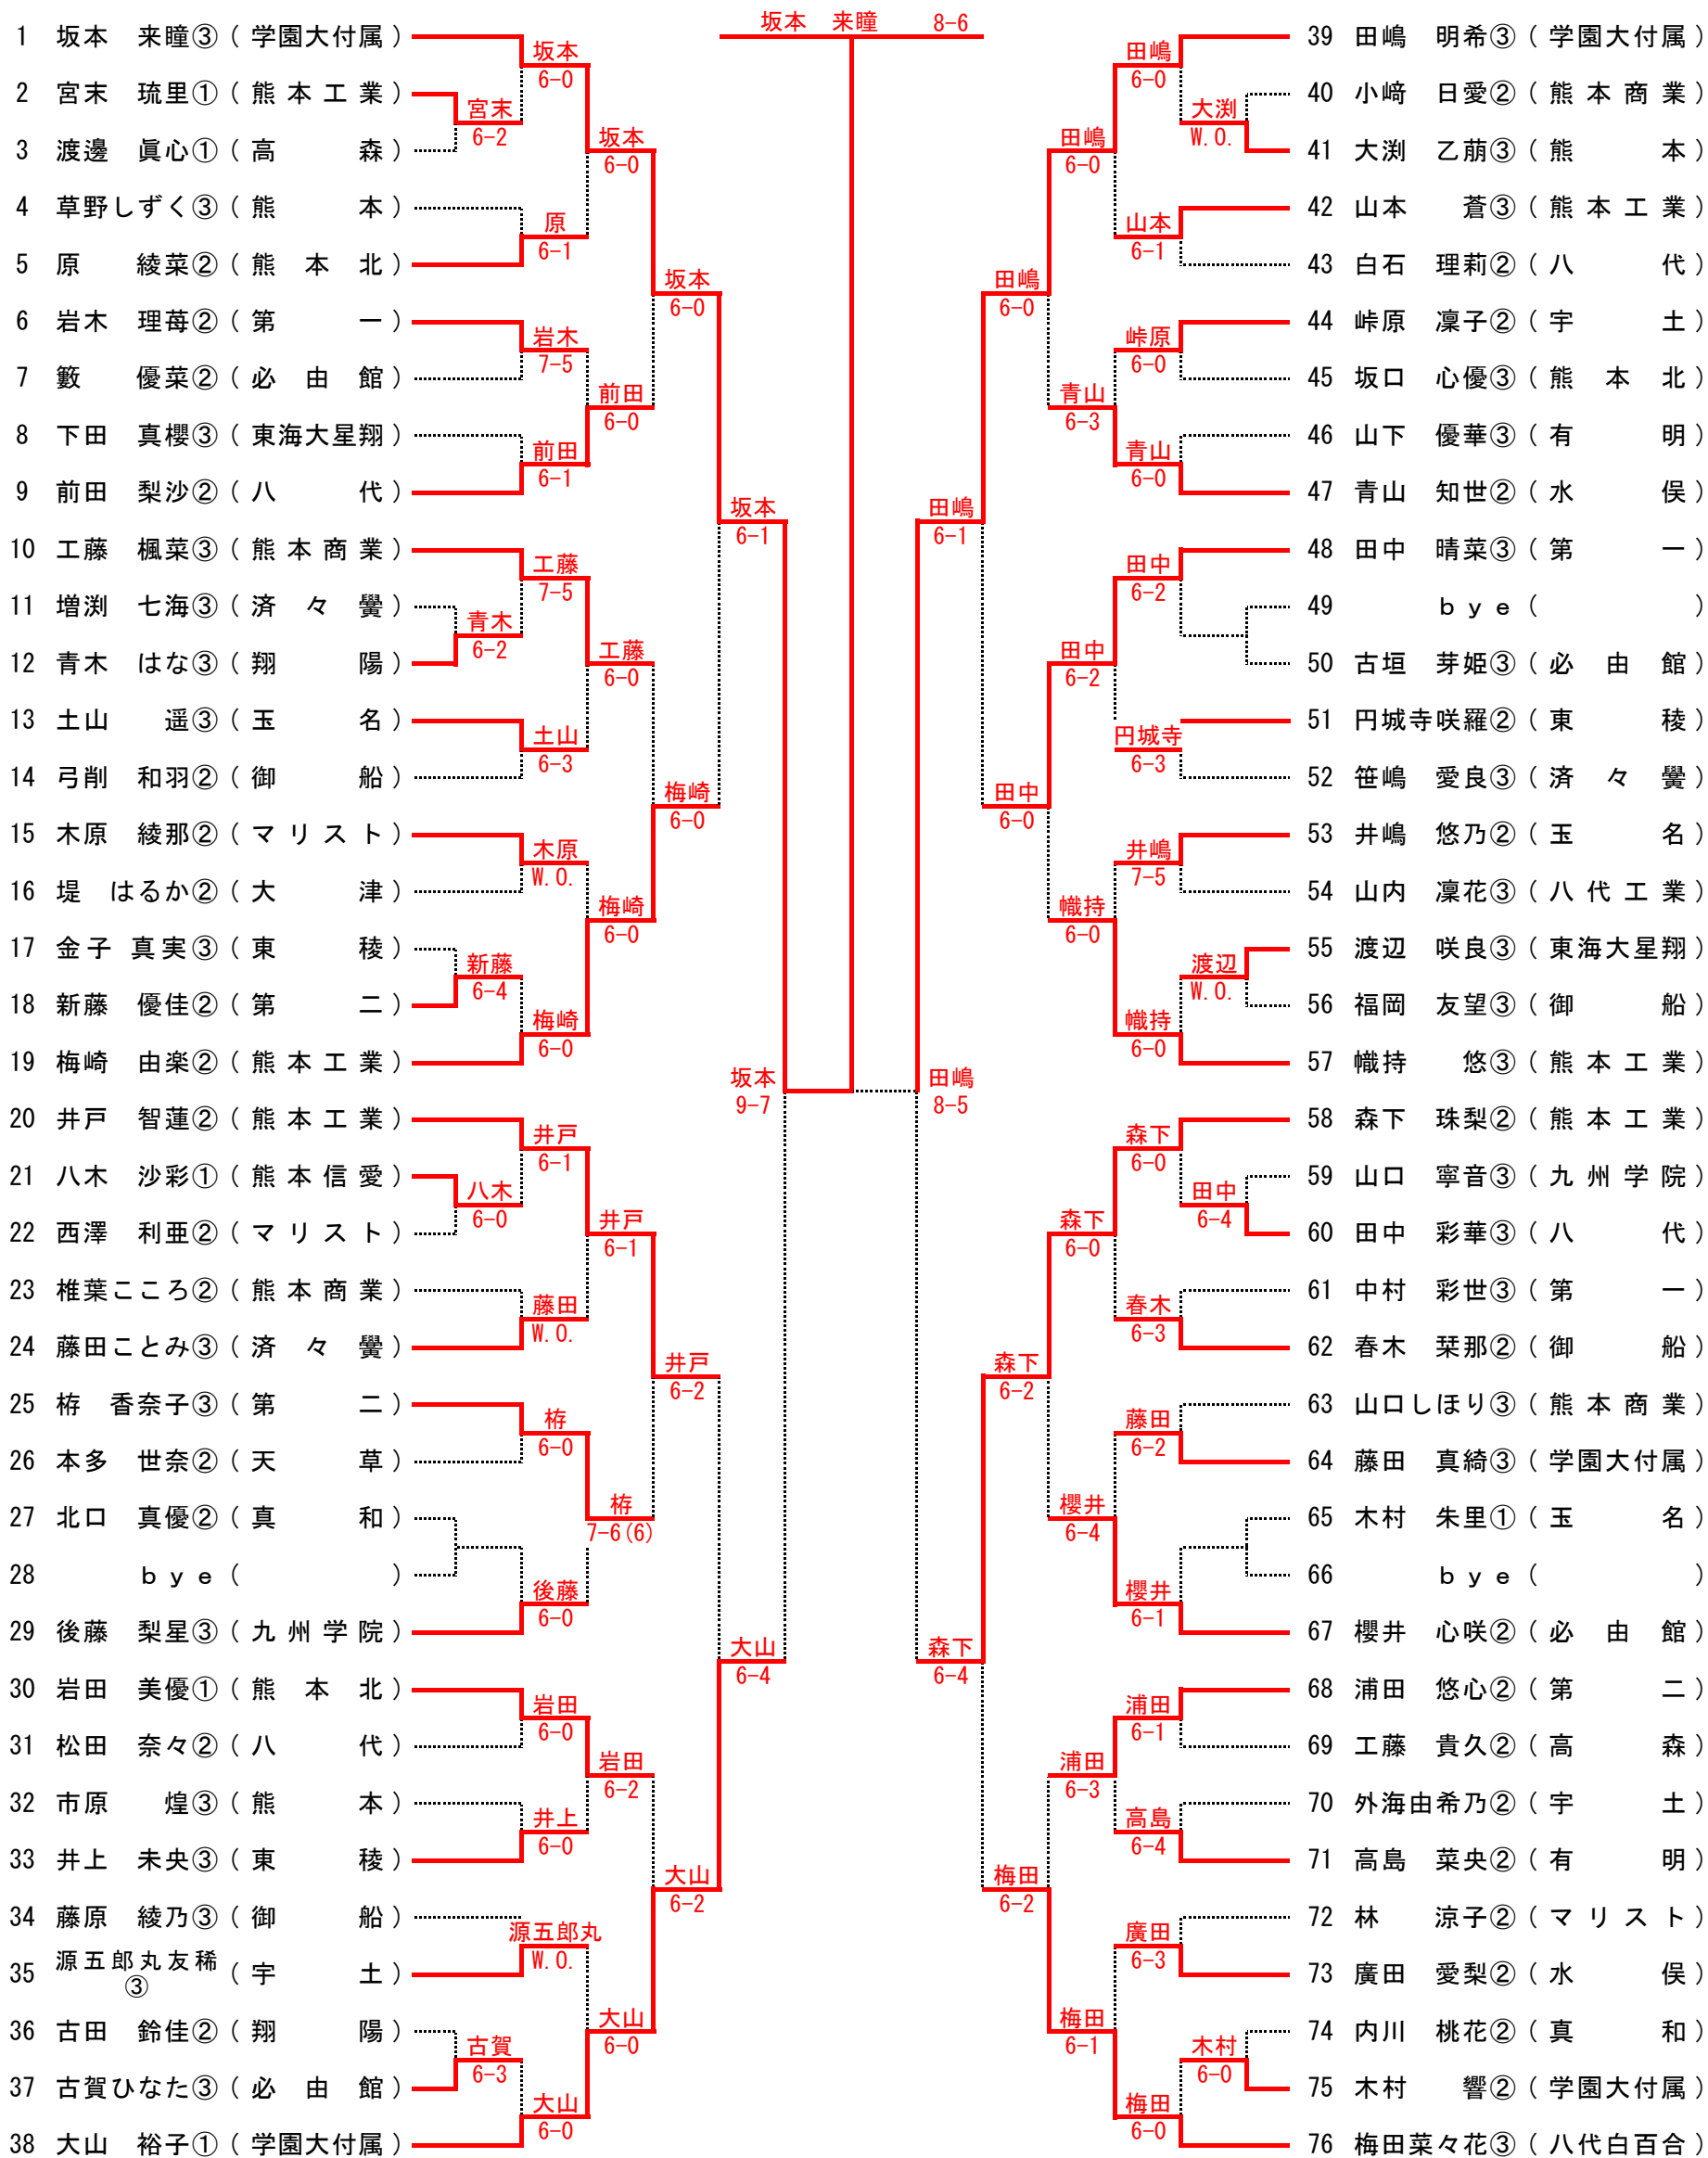 坂本 来瞳 8-6
1 坂本 来瞳③ ( 学園大付属 )
2 宮末 琉里① ( 熊本工業 )
3 渡邊 眞心① ( 高 森 )
4 草野しずく③ ( 熊 本 )
5 原 綾菜② ( 熊本北 )
6 岩木 理苺② ( 第 一 )
7 籔 優菜② ( 必由館 )
8 下田 真櫻③ ( 東海大星翔 )
9 前田 梨沙② ( 八 代 )
10 工藤 楓菜③ ( 熊本商業 )
11 増渕 七海③ ( 済々黌 )
12 青木 はな③ ( 翔 陽 )
13 土山 遥③ ( 玉 名 )
14 弓削 和羽② ( 御 船 )
15 木原 綾那② ( マリスト )
16 堤 はるか② ( 大 津 )
17 金子 真実③ ( 東 稜 )
18 新藤 優佳② ( 第 二 )
19 梅崎 由楽② ( 熊本工業 )
20 井戸 智蓮② ( 熊本工業 )
21 八木 沙彩① ( 熊本信愛 )
22 西澤 利亜② ( マリスト )
23 椎葉こころ② ( 熊本商業 )
24 藤田ことみ③ ( 済々黌 )
25 栫 香奈子③ ( 第 二 )
26 本多 世奈② ( 天 草 )
27 北口 真優② ( 真 和 )
28 bye ( )
29 後藤 梨星③ ( 九州学院 )
30 岩田 美優① ( 熊本北 )
31 松田 奈々② ( 八 代 )
32 市原 煌③ ( 熊 本 )
33 井上 未央③ ( 東 稜 )
34 藤原 綾乃③ ( 御 船 )
35 源五郎丸友稀③ ( 宇 土 )
36 古田 鈴佳② ( 翔 陽 )
37 古賀ひなた③ ( 必由館 )
38 大山 裕子① ( 学園大付属 )
宮末
6-2
青木
6-2
新藤
6-4
八木
6-0
古賀
6-3
坂本
6-0
原
6-1
岩木
7-5
前田
6-1
工藤
7-5
土山
6-3
木原
W.O.
梅崎
6-0
井戸
6-1
藤田
W.O.
栫
6-0
後藤
6-0
岩田
6-0
井上
6-0
源五郎丸
W.O.
大山
6-0
坂本
6-0
前田
6-0
工藤
6-0
梅崎
6-0
井戸
6-1
栫
7-6(6)
岩田
6-2
大山
6-0
坂本
6-0
梅崎
6-0
井戸
6-2
大山
6-2
坂本
6-1
大山
6-4
坂本
9-7
田嶋
8-5
田嶋
6-1
森下
6-4
田嶋
6-0
田中
6-0
森下
6-2
梅田
6-2
田嶋
6-0
青山
6-3
田中
6-2
幟持
6-0
森下
6-0
櫻井
6-4
浦田
6-3
梅田
6-1
田嶋
6-0
山本
6-1
峠原
6-0
青山
6-0
田中
6-2
円城寺
6-3
井嶋
7-5
幟持
6-0
森下
6-0
春木
6-3
藤田
6-2
櫻井
6-1
浦田
6-1
高島
6-4
廣田
6-3
梅田
6-0
大渕
W.O.
渡辺
W.O.
田中
6-4
木村
6-0
39 田嶋 明希③ ( 学園大付属 )
40 小﨑 日愛② ( 熊本商業 )
41 大渕 乙萠③ ( 熊 本 )
42 山本 蒼③ ( 熊本工業 )
43 白石 理莉② ( 八 代 )
44 峠原 凜子② ( 宇 土 )
45 坂口 心優③ ( 熊本北 )
46 山下 優華③ ( 有 明 )
47 青山 知世② ( 水 俣 )
48 田中 晴菜③ ( 第 一 )
49 bye ( )
50 古垣 芽姫③ ( 必由館 )
51 円城寺咲羅② ( 東 稜 )
52 笹嶋 愛良③ ( 済々黌 )
53 井嶋 悠乃② ( 玉 名 )
54 山内 凜花③ ( 八代工業 )
55 渡辺 咲良③ ( 東海大星翔 )
56 福岡 友望③ ( 御 船 )
57 幟持 悠③ ( 熊本工業 )
58 森下 珠梨② ( 熊本工業 )
59 山口 寧音③ ( 九州学院 )
60 田中 彩華③ ( 八 代 )
61 中村 彩世③ ( 第 一 )
62 春木 栞那② ( 御 船 )
63 山口しほり③ ( 熊本商業 )
64 藤田 真綺③ ( 学園大付属 )
65 木村 朱里① ( 玉 名 )
66 bye ( )
67 櫻井 心咲② ( 必由館 )
68 浦田 悠心② ( 第 二 )
69 工藤 貴久② ( 高 森 )
70 外海由希乃② ( 宇 土 )
71 高島 菜央② ( 有 明 )
72 林 涼子② ( マリスト )
73 廣田 愛梨② ( 水 俣 )
74 内川 桃花② ( 真 和 )
75 木村 響② ( 学園大付属 )
76 梅田菜々花③ ( 八代白百合 )